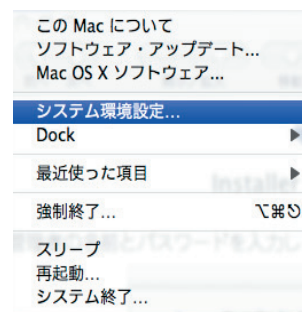 この Mac について
ソフトウェア・アップデート...
Mac OS X ソフトウェア...
システム環境設定...
Dock ▶
最近使った項目 ▶
強制終了... ⌥⌘⎋
スリープ
再起動...
システム終了...